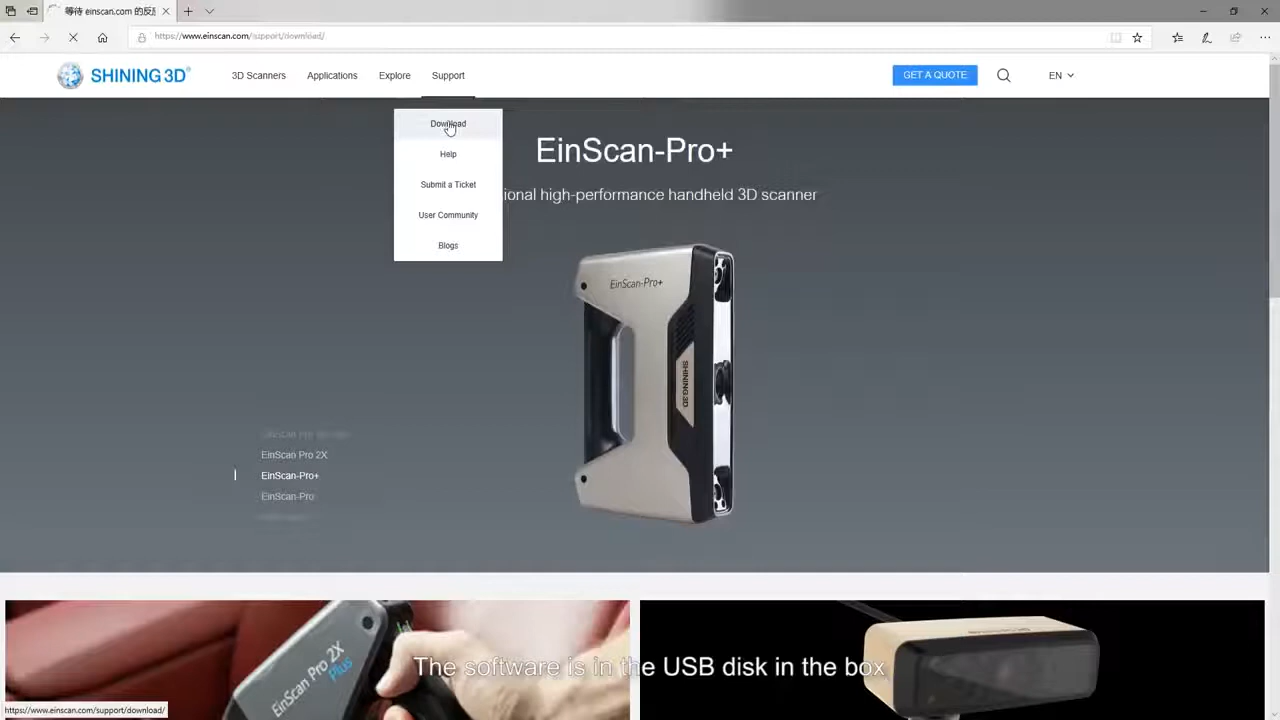 等待 einscan.com 的反
https://www.einscan.com/support/download/
SHINING 3D®
3D Scanners
Applications
Explore
Support
GET A QUOTE
EN
Download
Help
Submit a Ticket
User Community
Blogs
EinScan-Pro+
ional high-performance handheld 3D scanner
EinScan-Pro+
SHINING 3D
EinScan Pro 2X
EinScan-Pro+
EinScan-Pro
EinScan Pro 2X
Plus
The software is in the USB disk in the box
https://www.einscan.com/support/download/